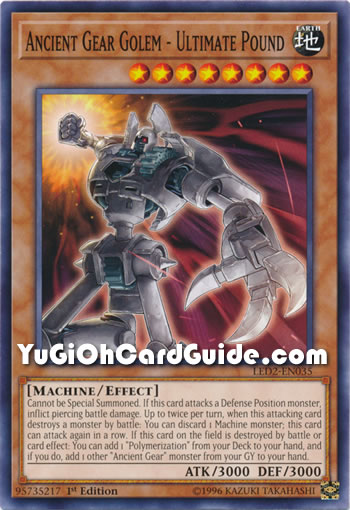 Ancient Gear Golem - Ultimate Pound
EARTH
地
YuGiOhCardGuide.com
LED2-EN035
[Machine/Effect]
Cannot be Special Summoned. If this card attacks a Defense Position monster,
inflict piercing battle damage. Up to twice per turn, when this attacking card
destroys a monster by battle: You can discard 1 Machine monster; this card
can attack again in a row. If this card on the field is destroyed by battle or
card effect: You can add 1 "Polymerization" from your Deck to your hand, and
if you do, add 1 other "Ancient Gear" monster from your GY to your hand.
ATK/3000 DEF/3000
95735217 1st Edition ©1996 KAZUKI TAKAHASHI